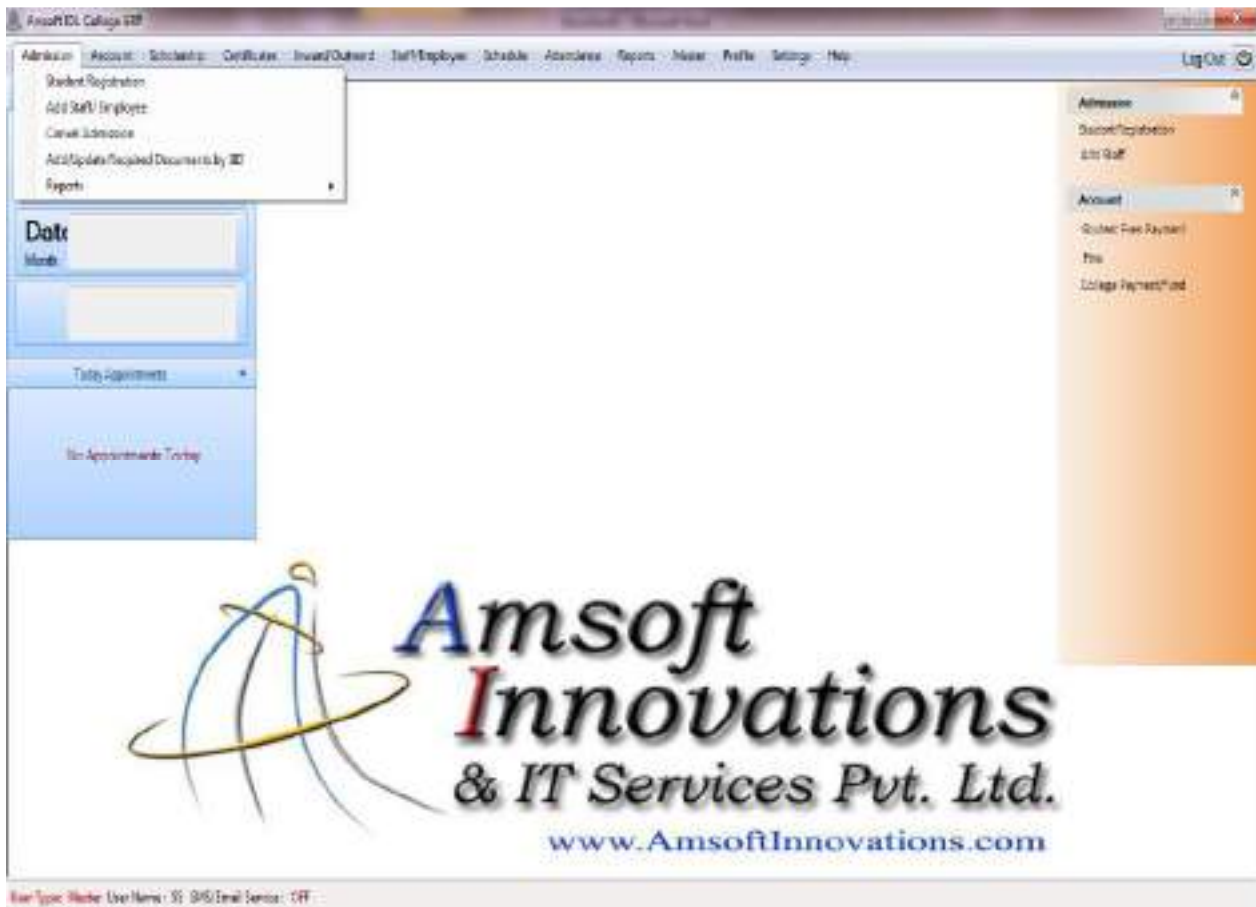 Amsoft IDL College ERP
Admission Account Scholarship Certificates Inward/Outward Staff/Employee Schedule Attendance Reports Master Profile Settings Help Log Out
Student Registration
Add Staff/ Employee
Cancel Admission
Add/Update Required Documents by ID
Reports
Date
Month
Today Appointments
No Appointments Today
Admission
Student Registration
Add Staff
Account
Student Fees Payment
Fine
College Payment/Fund
Amsoft
Innovations
& IT Services Pvt. Ltd.
www.AmsoftInnovations.com
User Type: Master User Name : SS SMS/Email Service : OFF